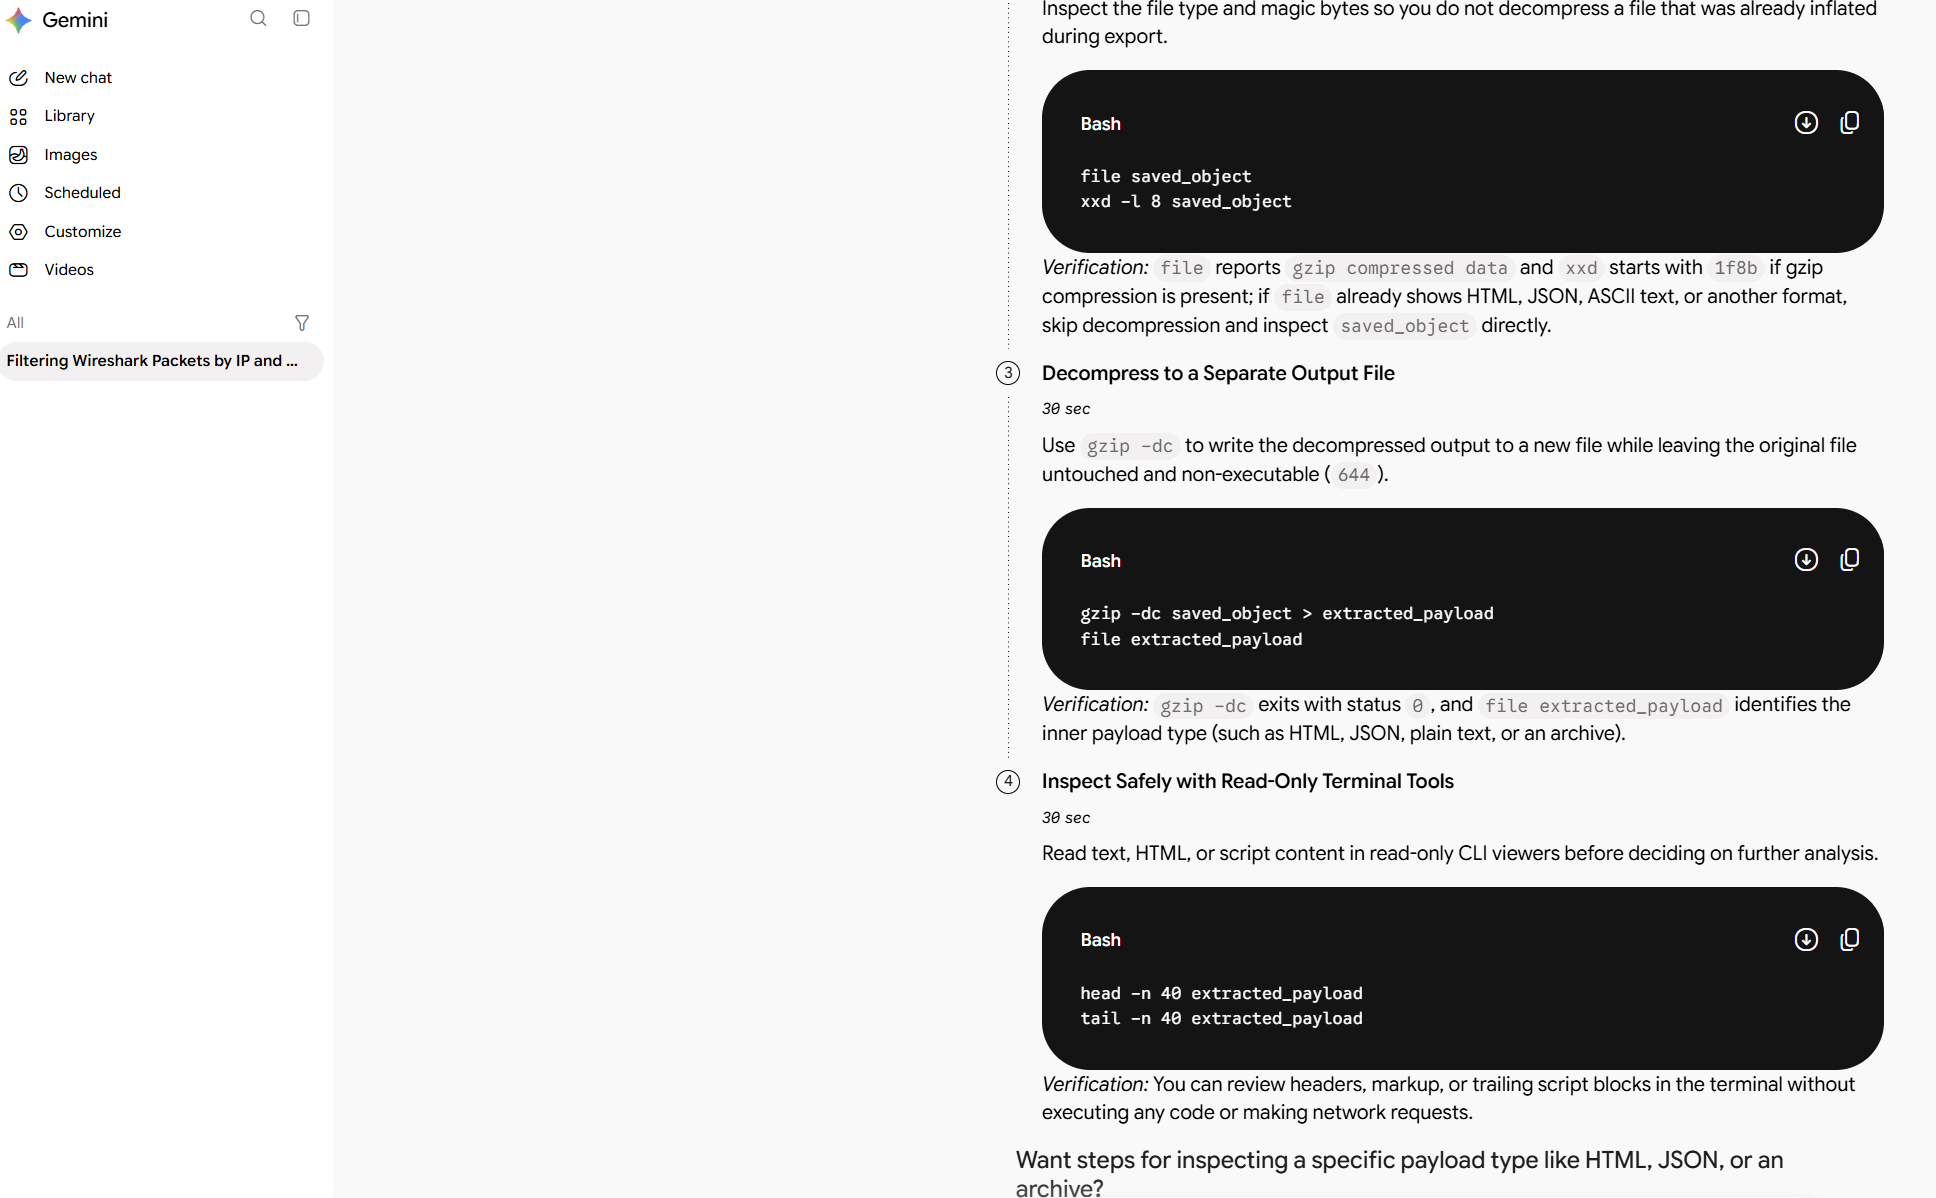 Gemini
New chat
Library
Images
Scheduled
Customize
Videos
All
Filtering Wireshark Packets by IP and ...
Inspect the file type and magic bytes so you do not decompress a file that was already inflated
during export.
Bash
file saved_object
xxd -l 8 saved_object
Verification: file reports gzip compressed data and xxd starts with 1f8b if gzip
compression is present; if file already shows HTML, JSON, ASCII text, or another format,
skip decompression and inspect saved_object directly.
3 Decompress to a Separate Output File
30 sec
Use gzip -dc to write the decompressed output to a new file while leaving the original file
untouched and non-executable ( 644 ).
Bash
gzip -dc saved_object > extracted_payload
file extracted_payload
Verification: gzip -dc exits with status 0 , and file extracted_payload identifies the
inner payload type (such as HTML, JSON, plain text, or an archive).
4 Inspect Safely with Read-Only Terminal Tools
30 sec
Read text, HTML, or script content in read-only CLI viewers before deciding on further analysis.
Bash
head -n 40 extracted_payload
tail -n 40 extracted_payload
Verification: You can review headers, markup, or trailing script blocks in the terminal without
executing any code or making network requests.
Want steps for inspecting a specific payload type like HTML, JSON, or an
archive?